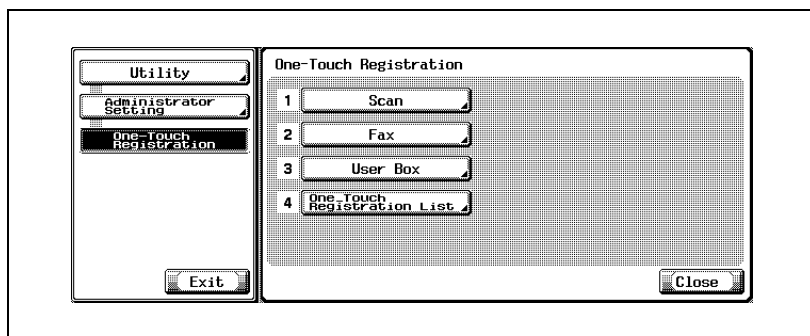 Utility
Administrator
Setting
One-Touch
Registration
Exit
One-Touch Registration
1 Scan
2 Fax
3 User Box
4 One-Touch
Registration List
Close